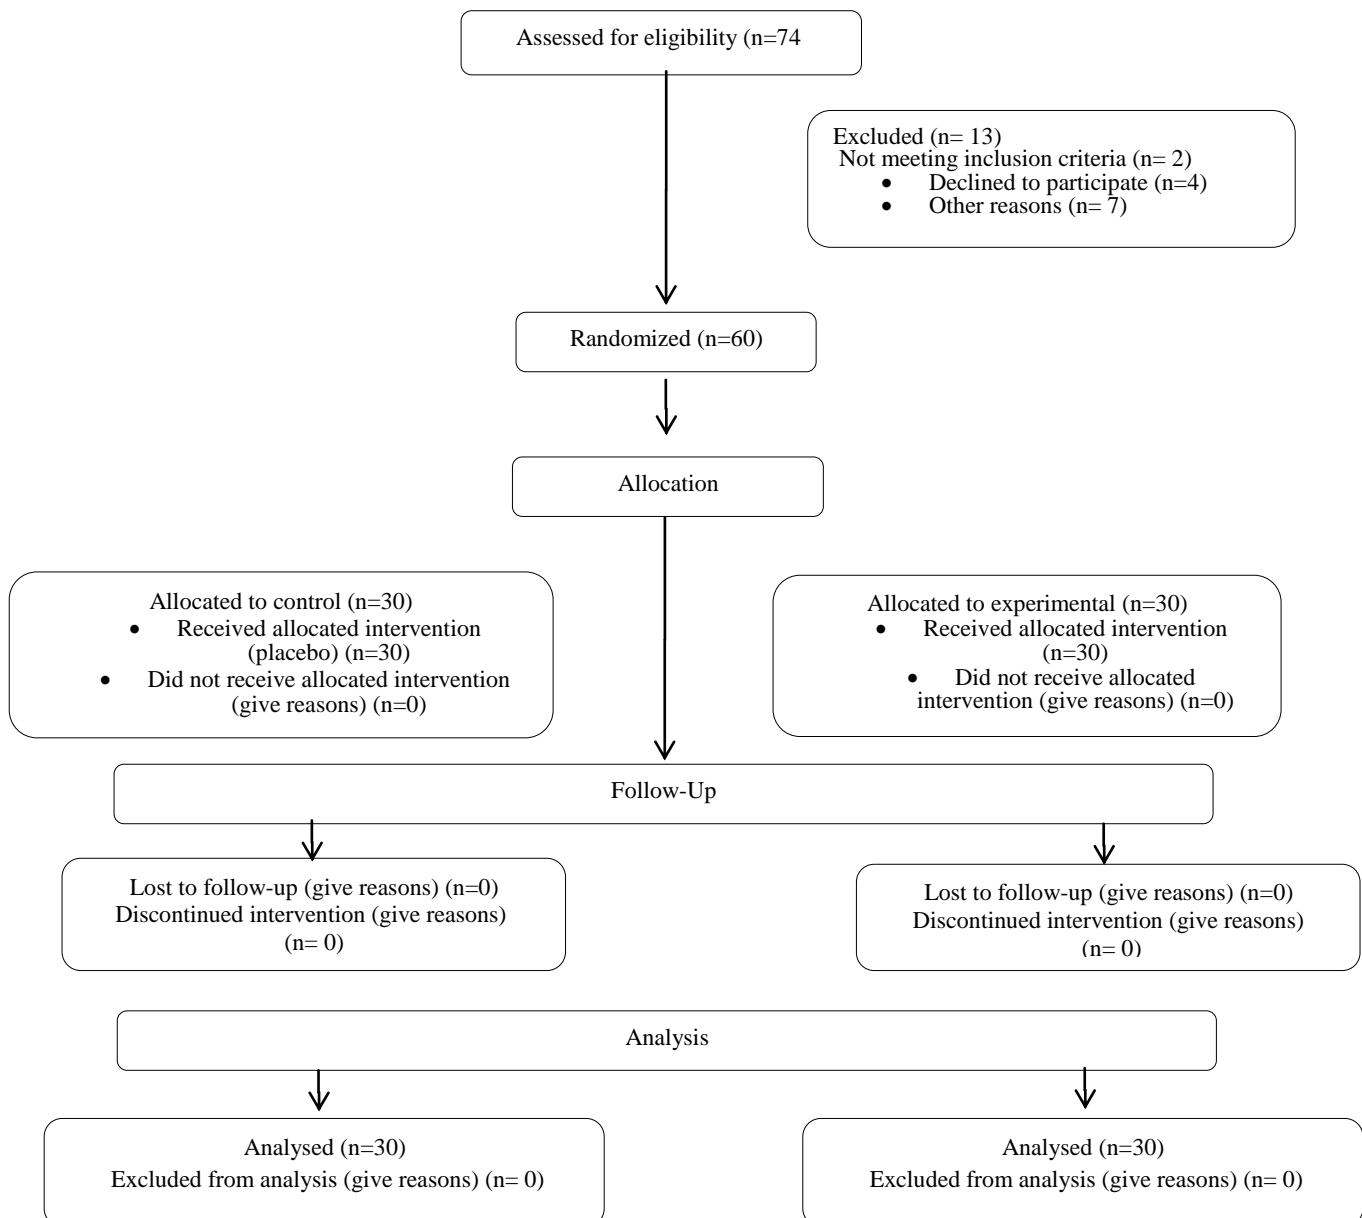 Assessed for eligibility (n=74
Excluded (n= 13)
Not meeting inclusion criteria (n= 2)
• Declined to participate (n=4)
• Other reasons (n= 7)
Randomized (n=60)
Allocation
Allocated to control (n=30)
• Received allocated intervention
(placebo) (n=30)
• Did not receive allocated intervention
(give reasons) (n=0)
Allocated to experimental (n=30)
• Received allocated intervention
(n=30)
• Did not receive allocated
intervention (give reasons) (n=0)
Follow-Up
Lost to follow-up (give reasons) (n=0)
Discontinued intervention (give reasons)
(n= 0)
Lost to follow-up (give reasons) (n=0)
Discontinued intervention (give reasons)
(n= 0)
Analysis
Analysed (n=30)
Excluded from analysis (give reasons) (n= 0)
Analysed (n=30)
Excluded from analysis (give reasons) (n= 0)